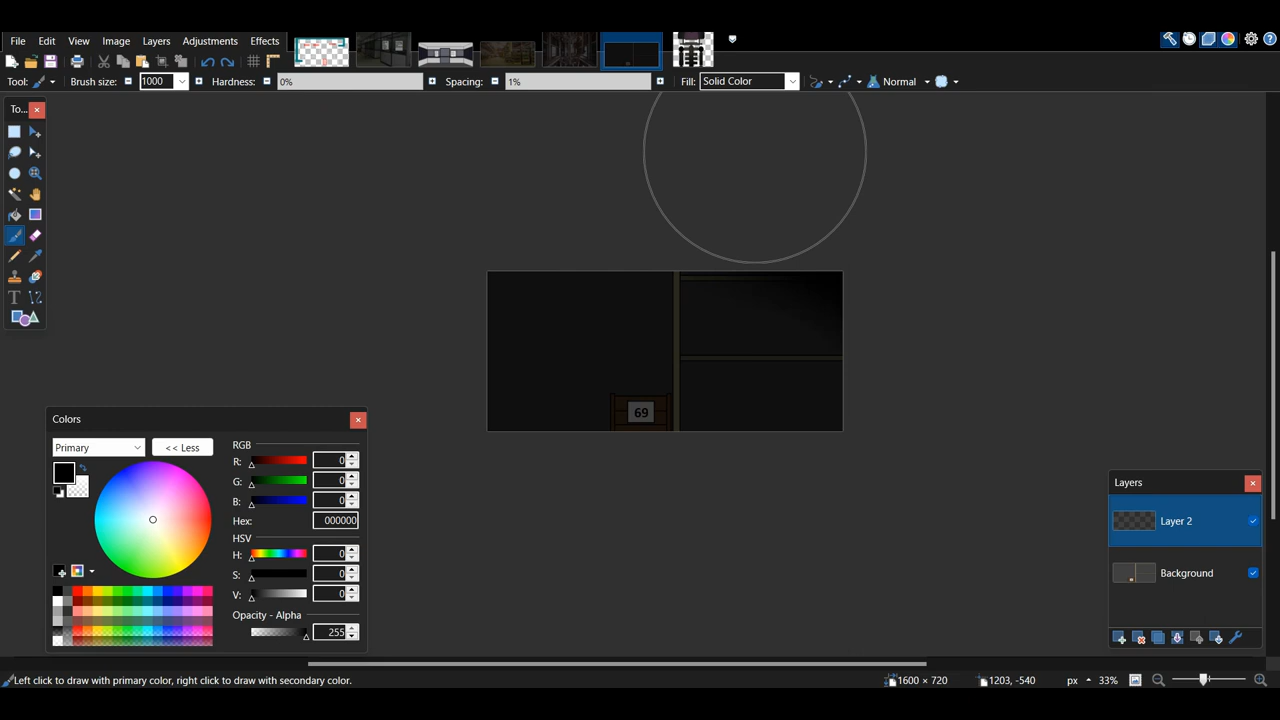 File Edit View Image Layers Adjustments Effects
Tool: Brush size: 1000 Hardness: 0% Spacing: 1% Fill: Solid Color Normal
To...
69
Colors
Primary << Less
RGB
R: 0
G: 0
B: 0
Hex: 000000
HSV
H: 0
S: 0
V: 0
Opacity - Alpha
255
Layers
Layer 2
Background
Left click to draw with primary color, right click to draw with secondary color. 1600 × 720 1203, -540 px 33%